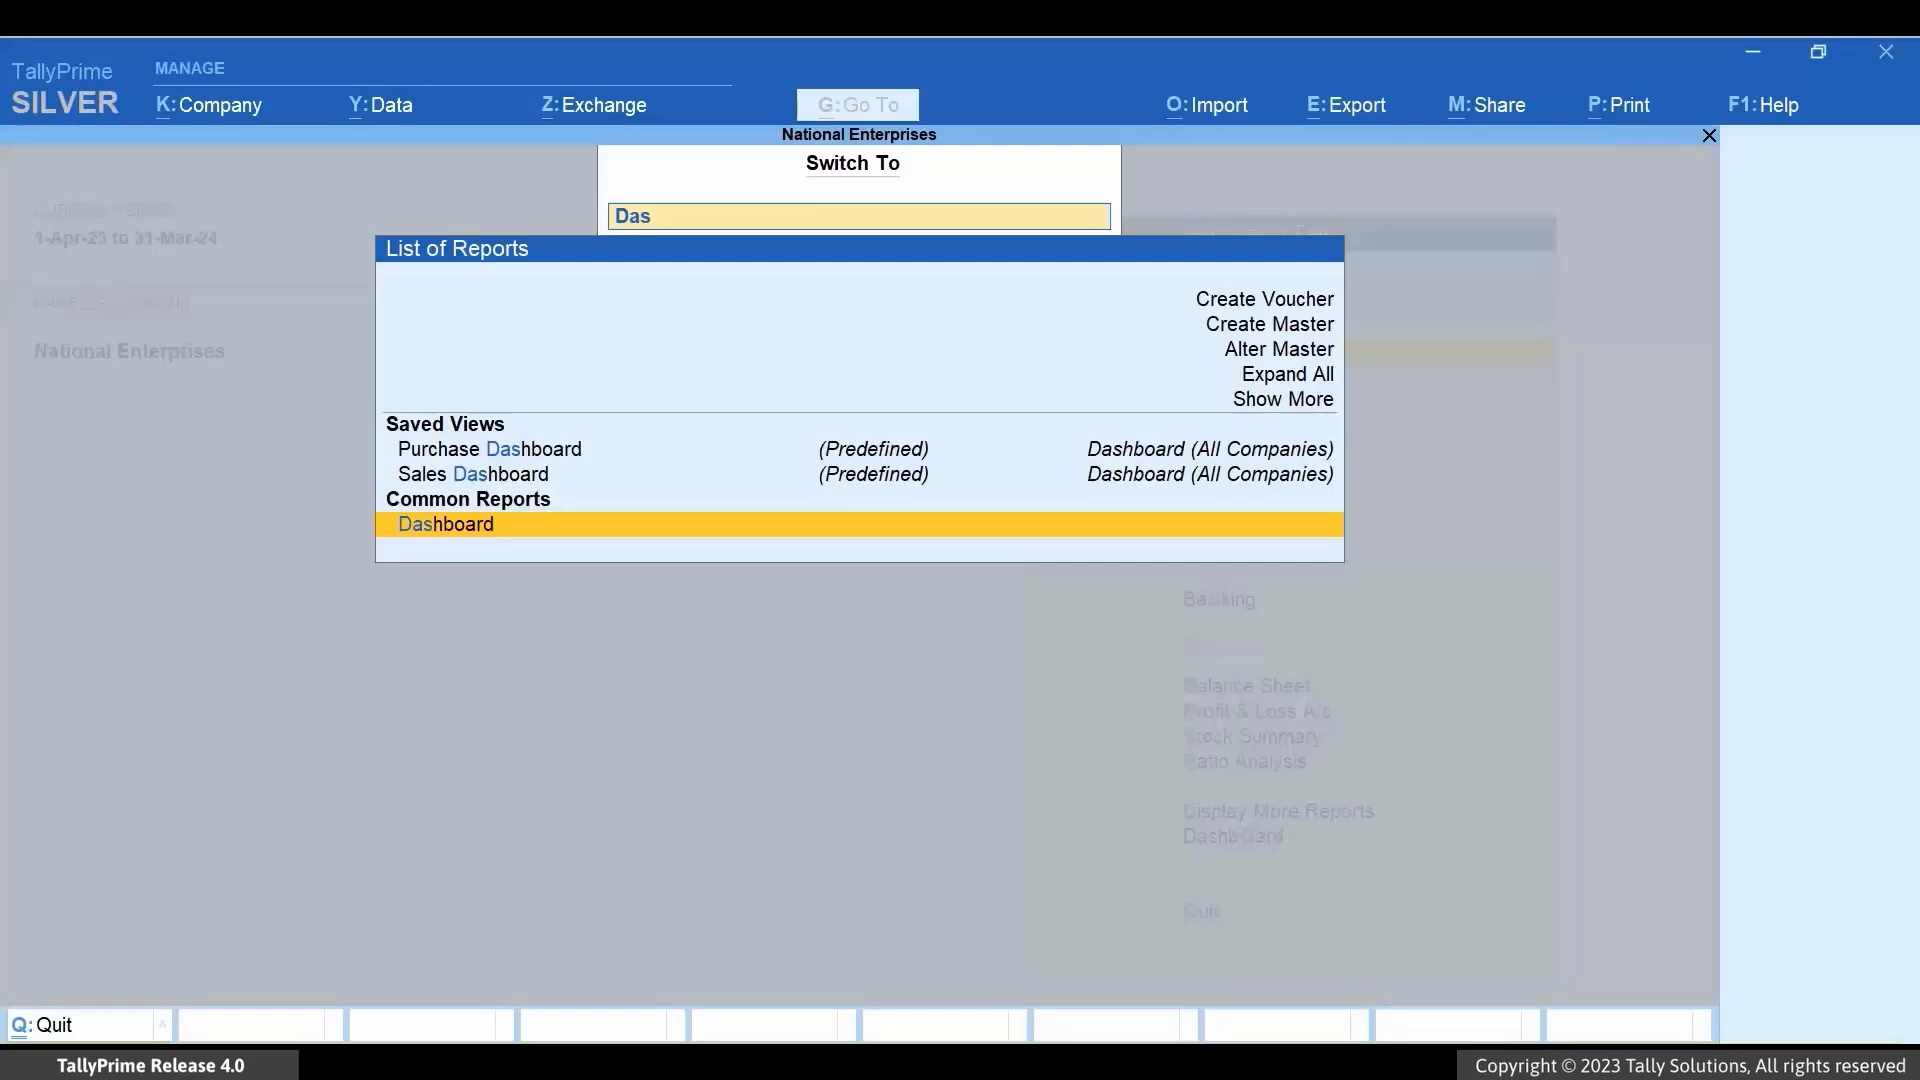 TallyPrime
SILVER
MANAGE
K:Company
Y:Data
Z:Exchange
G:Go To
O:Import
E:Export
M:Share
P:Print
F1:Help
National Enterprises
Switch To
Das
1-Apr-23 to 31-Mar-24
National Enterprises
List of Reports
Create Voucher
Create Master
Alter Master
Expand All
Show More
Saved Views
Purchase Dashboard (Predefined) Dashboard (All Companies)
Sales Dashboard (Predefined) Dashboard (All Companies)
Common Reports
Dashboard
Banking
Balance Sheet
Profit & Loss A/c
Stock Summary
Ratio Analysis
Display More Reports
Dashboard
Quit
Q:Quit
TallyPrime Release 4.0
Copyright © 2023 Tally Solutions, All rights reserved